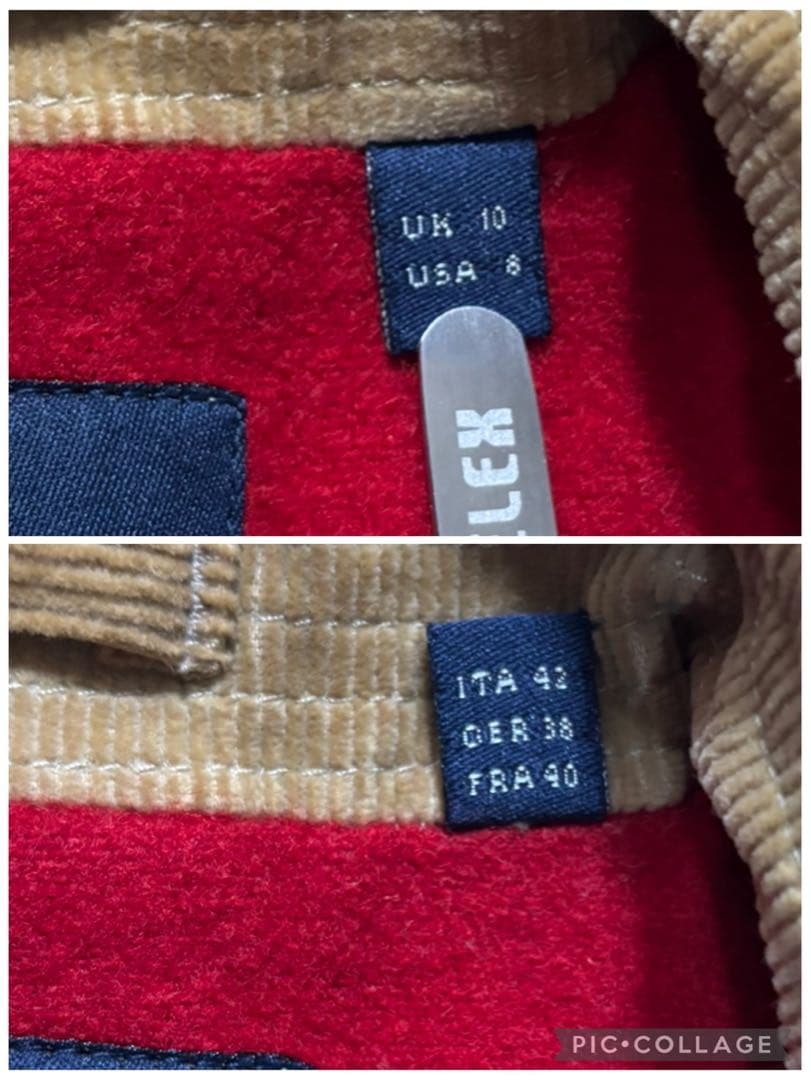 UK 10
USA 8
LEX
ITA 42
GER 38
FRA 40
PIC•COLLAGE